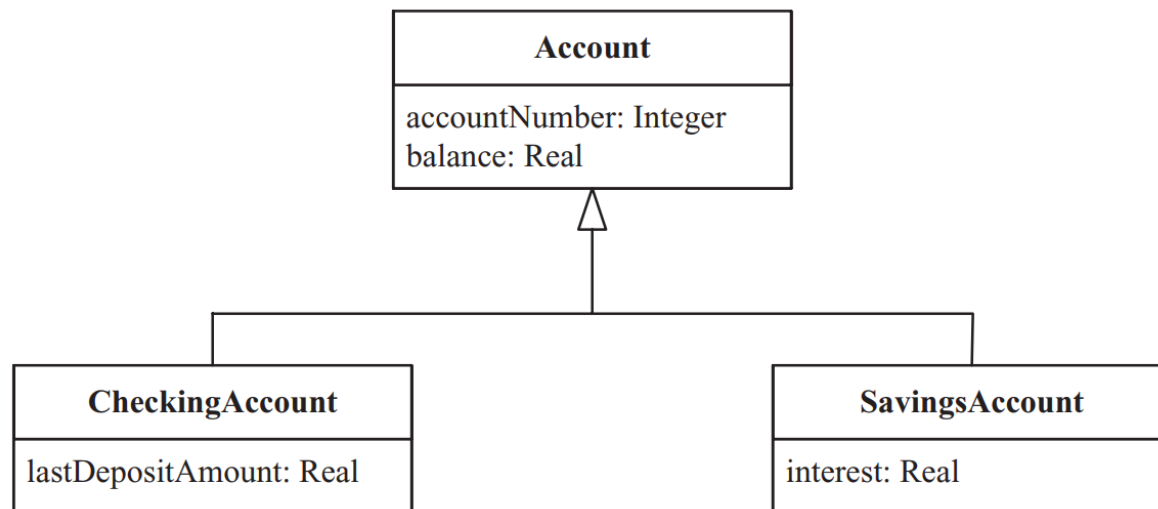 Account
accountNumber: Integer
balance: Real
CheckingAccount
lastDepositAmount: Real
SavingsAccount
interest: Real